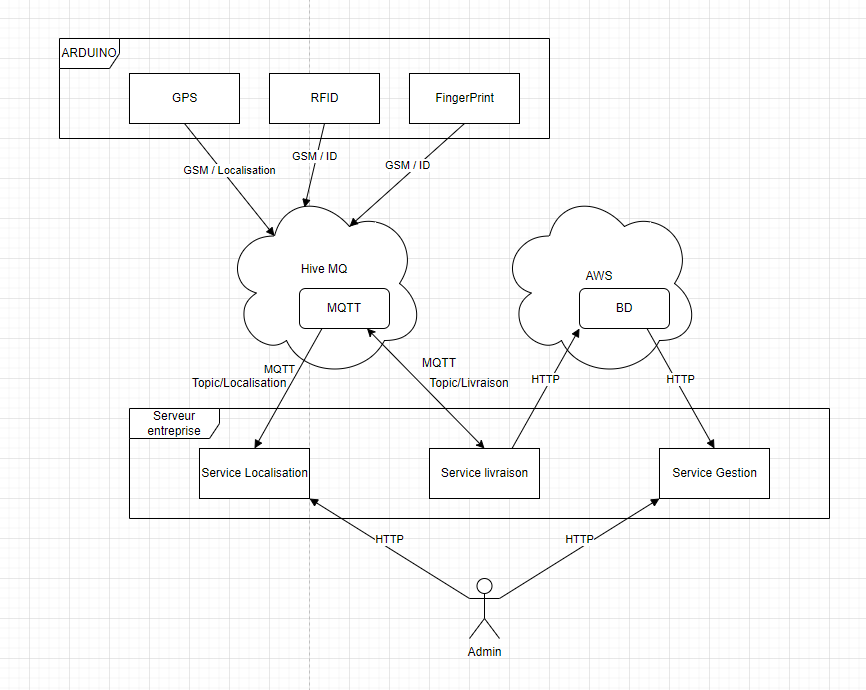 ARDUINO
GPS
RFID
FingerPrint
GSM / Localisation
GSM / ID
GSM / ID
Hive MQ
MQTT
AWS
BD
MQTT
Topic/Localisation
MQTT
Topic/Livraison
HTTP
HTTP
Serveur
entreprise
Service Localisation
Service livraison
Service Gestion
HTTP
HTTP
Admin